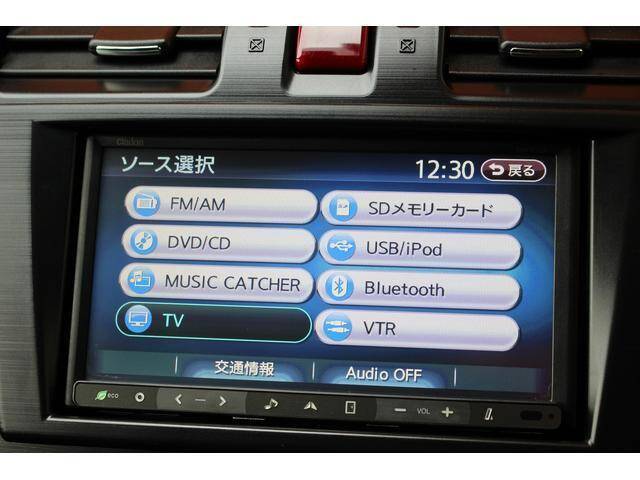 Clarion
ソース選択
12:30
戻る
FM/AM
SDメモリーカード
DVD/CD
USB/iPod
MUSIC CATCHER
Bluetooth
TV
VTR
交通情報
Audio OFF
eco
VOL